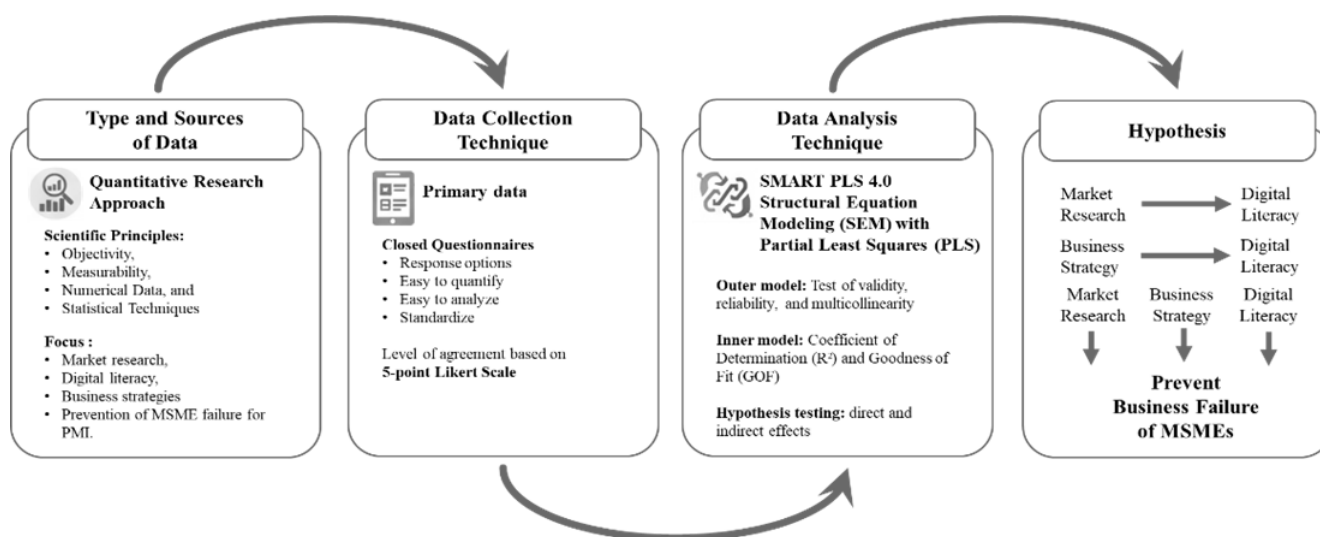 Type and Sources
of Data
Quantitative Research
Approach
Scientific Principles:
• Objectivity,
• Measurability,
• Numerical Data, and
• Statistical Techniques
Focus :
• Market research,
• Digital literacy,
• Business strategies
• Prevention of MSME failure for
PMI.
Data Collection
Technique
Primary data
Closed Questionnaires
• Response options
• Easy to quantify
• Easy to analyze
• Standardize
Level of agreement based on
5-point Likert Scale
Data Analysis
Technique
SMART PLS 4.0
Structural Equation
Modeling (SEM) with
Partial Least Squares (PLS)
Outer model: Test of validity,
reliability, and multicollinearity
Inner model: Coefficient of
Determination (R²) and Goodness of
Fit (GOF)
Hypothesis testing: direct and
indirect effects
Hypothesis
Market Digital
Research Literacy
Business Digital
Strategy Literacy
Market Business Digital
Research Strategy Literacy
Prevent
Business Failure
of MSMEs